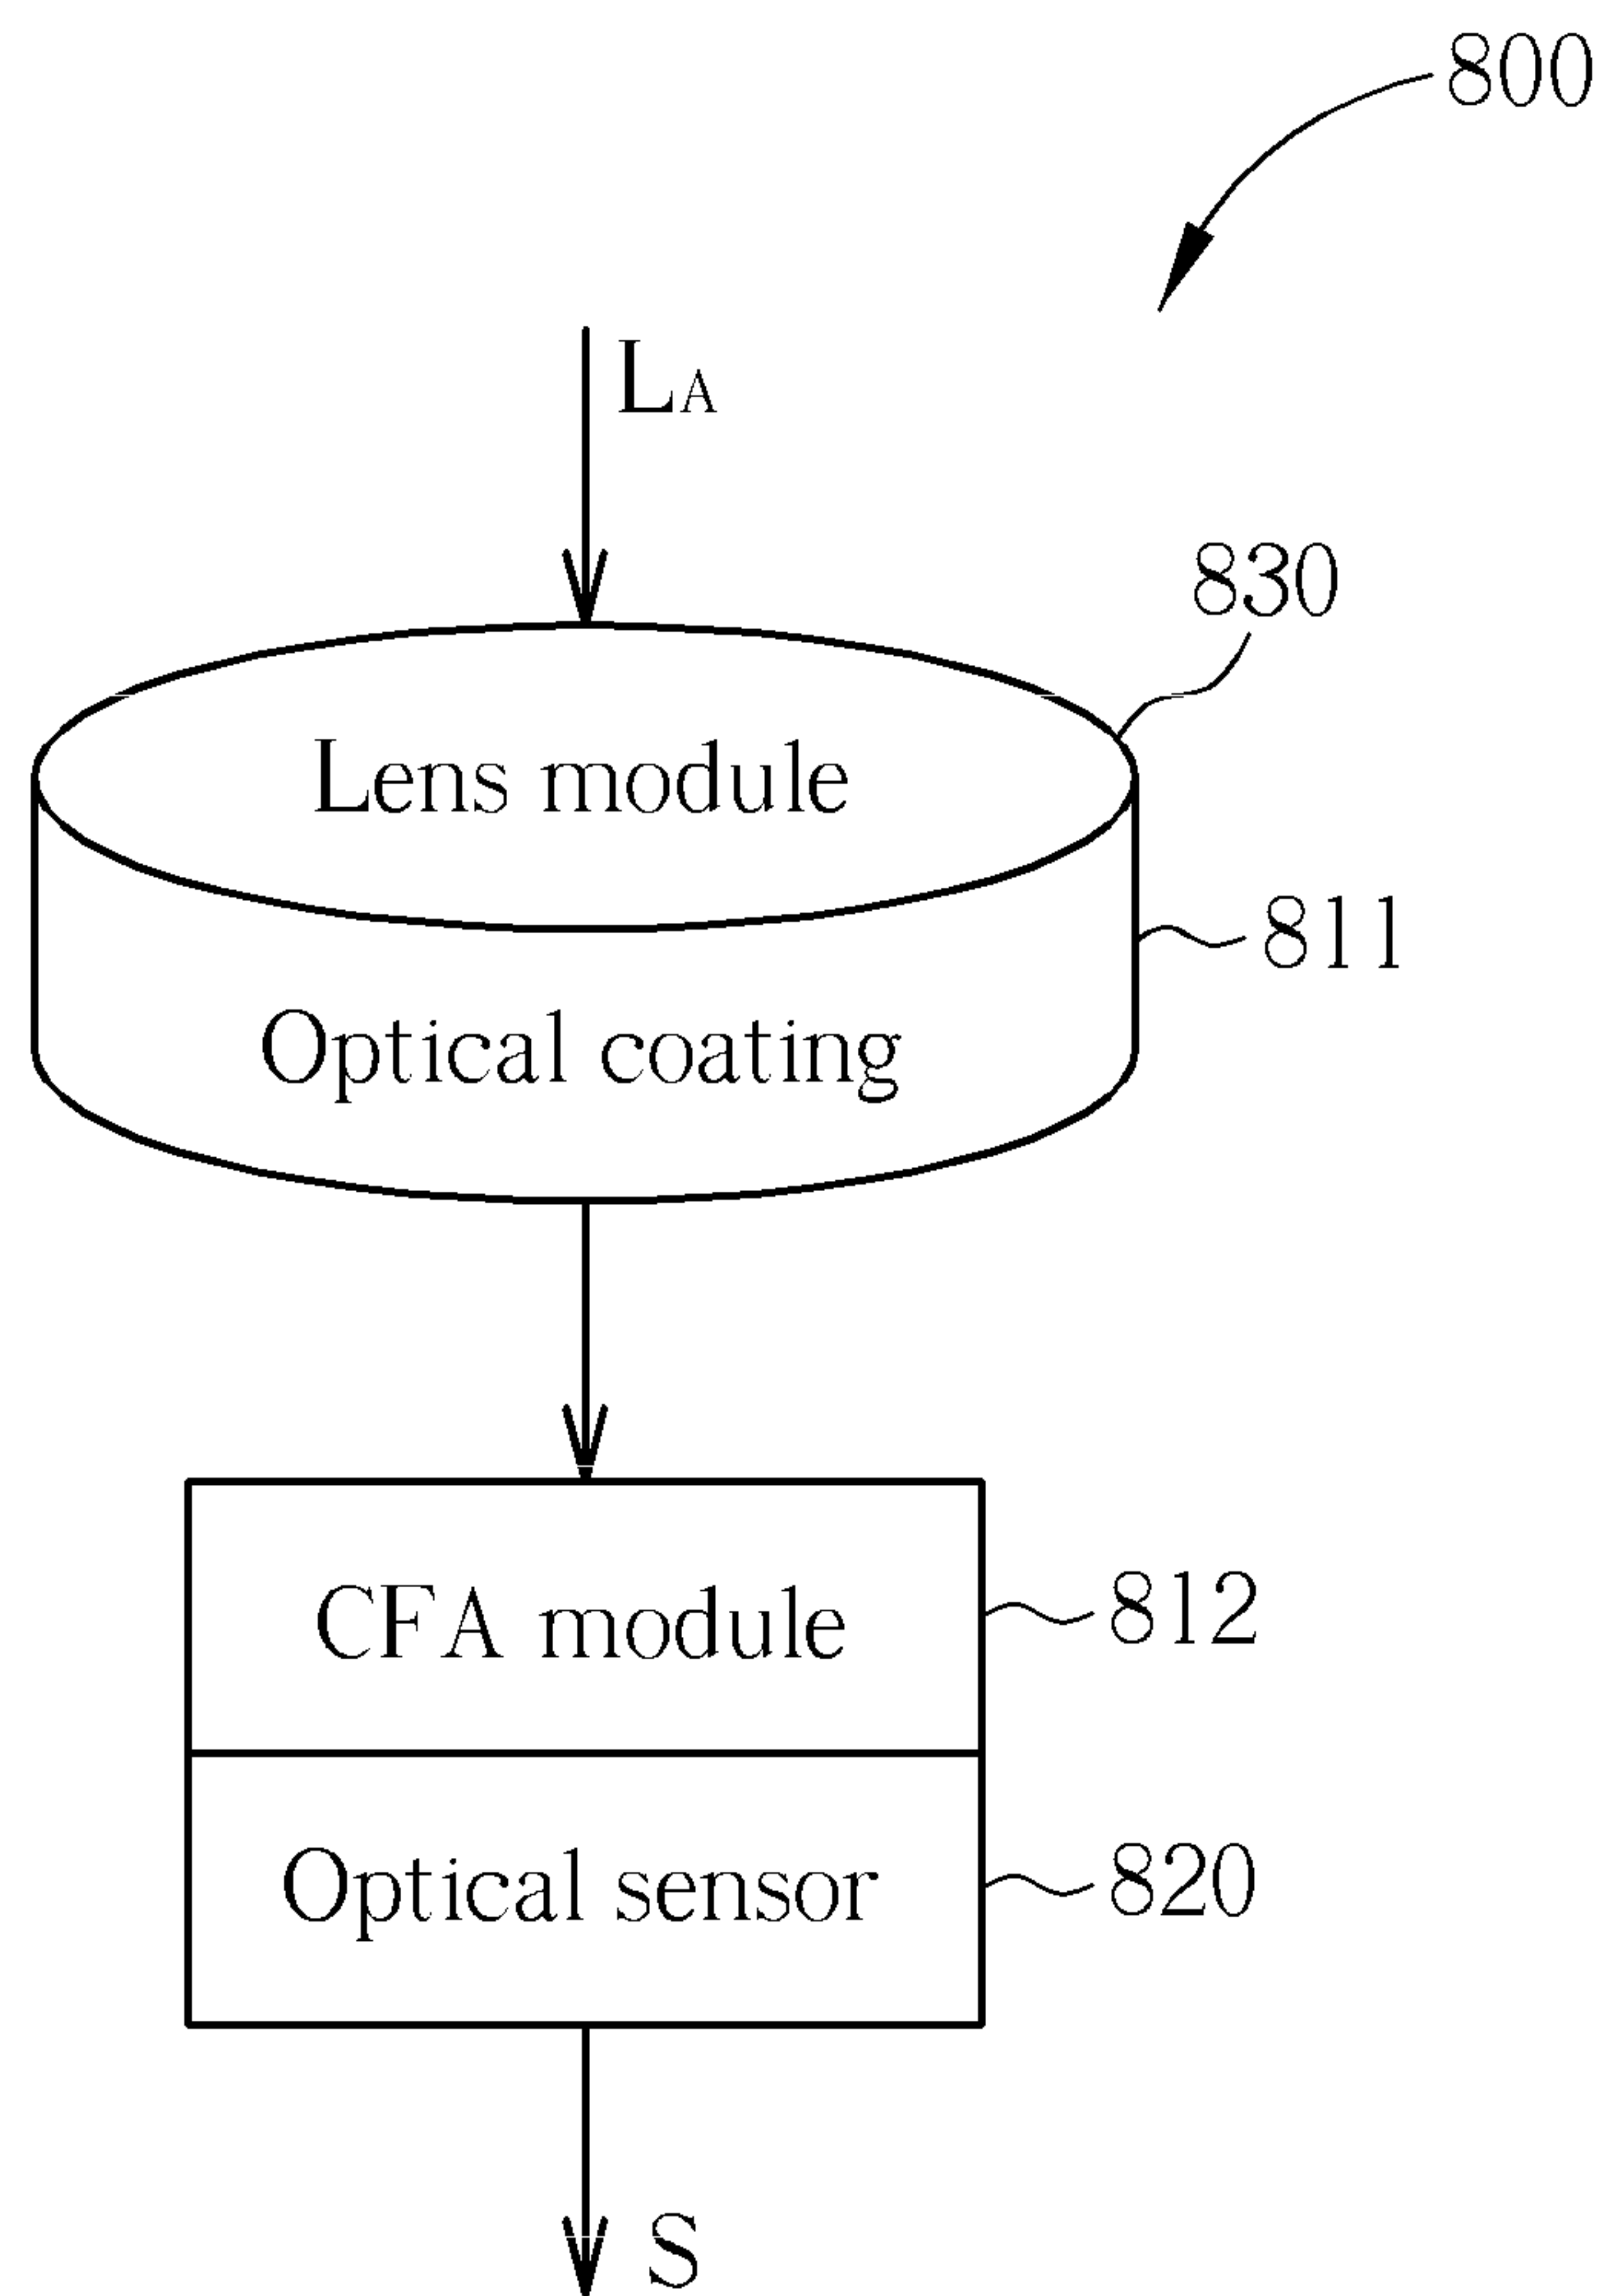 800
LA
830
Lens module
811
Optical coating
CFA module
812
Optical sensor
820
S